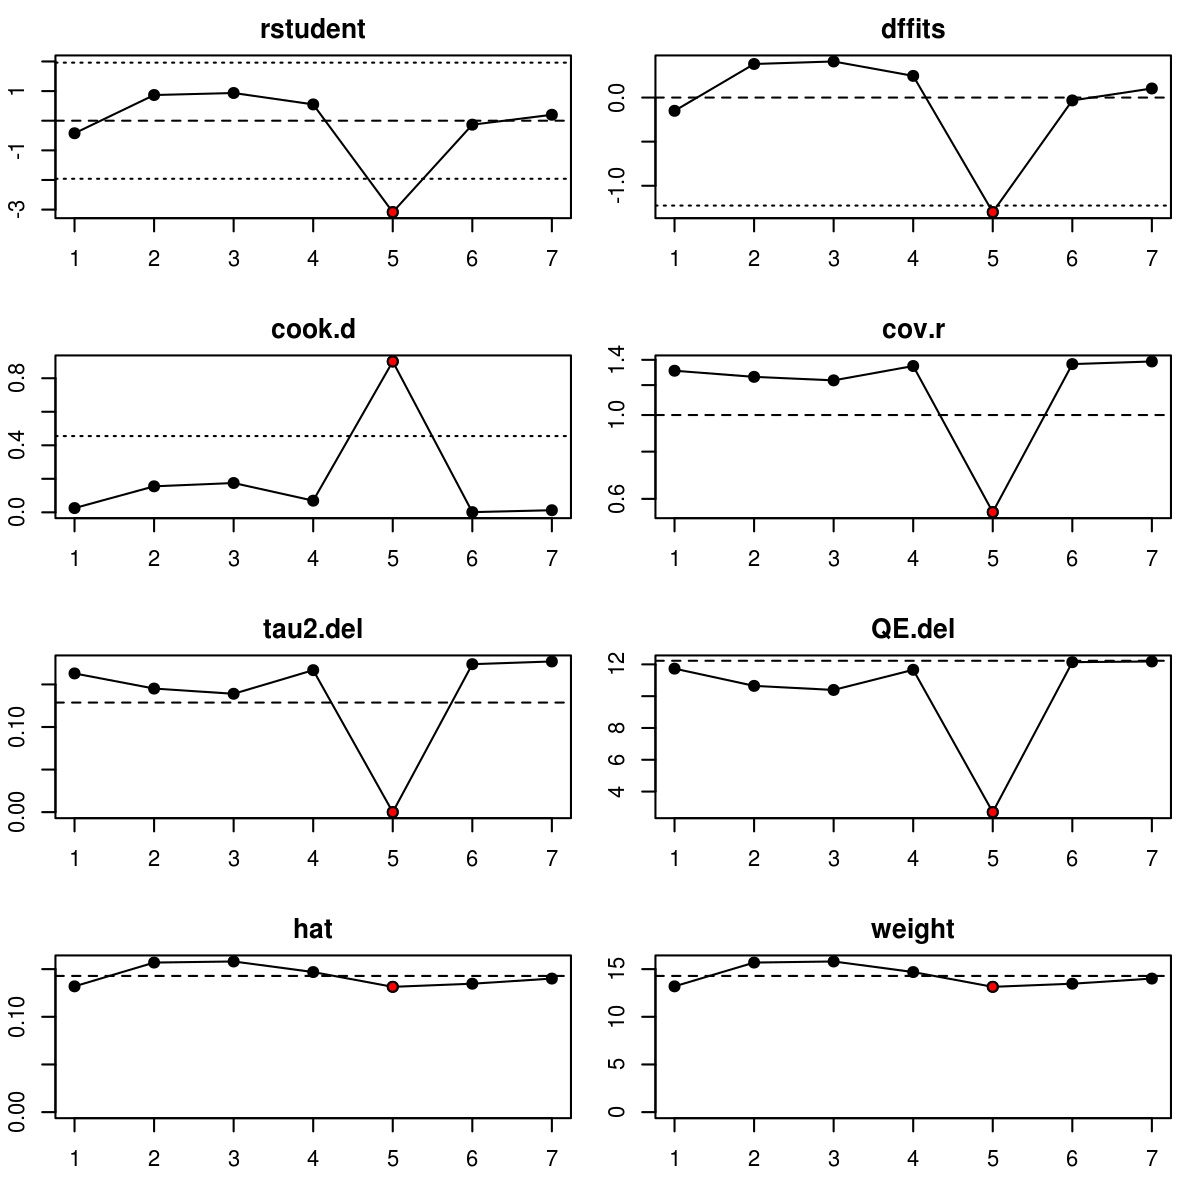 rstudent
1
-1
-3
1 2 3 4 5 6 7
dffits
0.0
-1.0
1 2 3 4 5 6 7
cook.d
0.8
0.4
0.0
1 2 3 4 5 6 7
cov.r
1.4
1.0
0.6
1 2 3 4 5 6 7
tau2.del
0.10
0.00
1 2 3 4 5 6 7
QE.del
12
8
6
4
1 2 3 4 5 6 7
hat
0.10
0.00
1 2 3 4 5 6 7
weight
15
10
5
0
1 2 3 4 5 6 7